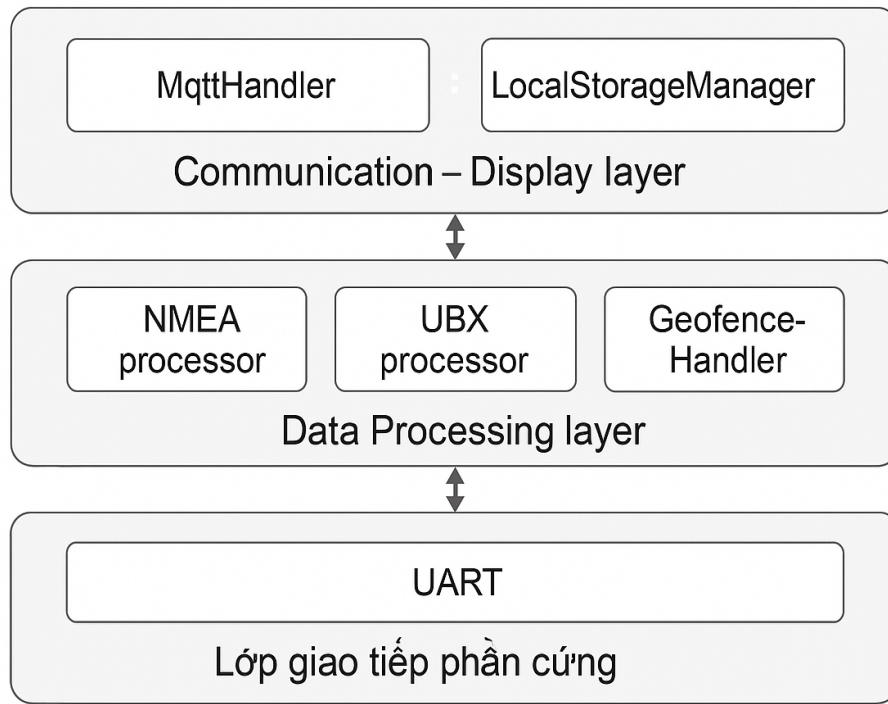 MqttHandler
LocalStorageManager
Communication – Display layer
NMEA
processor
UBX
processor
Geofence-
Handler
Data Processing layer
UART
Lớp giao tiếp phần cứng